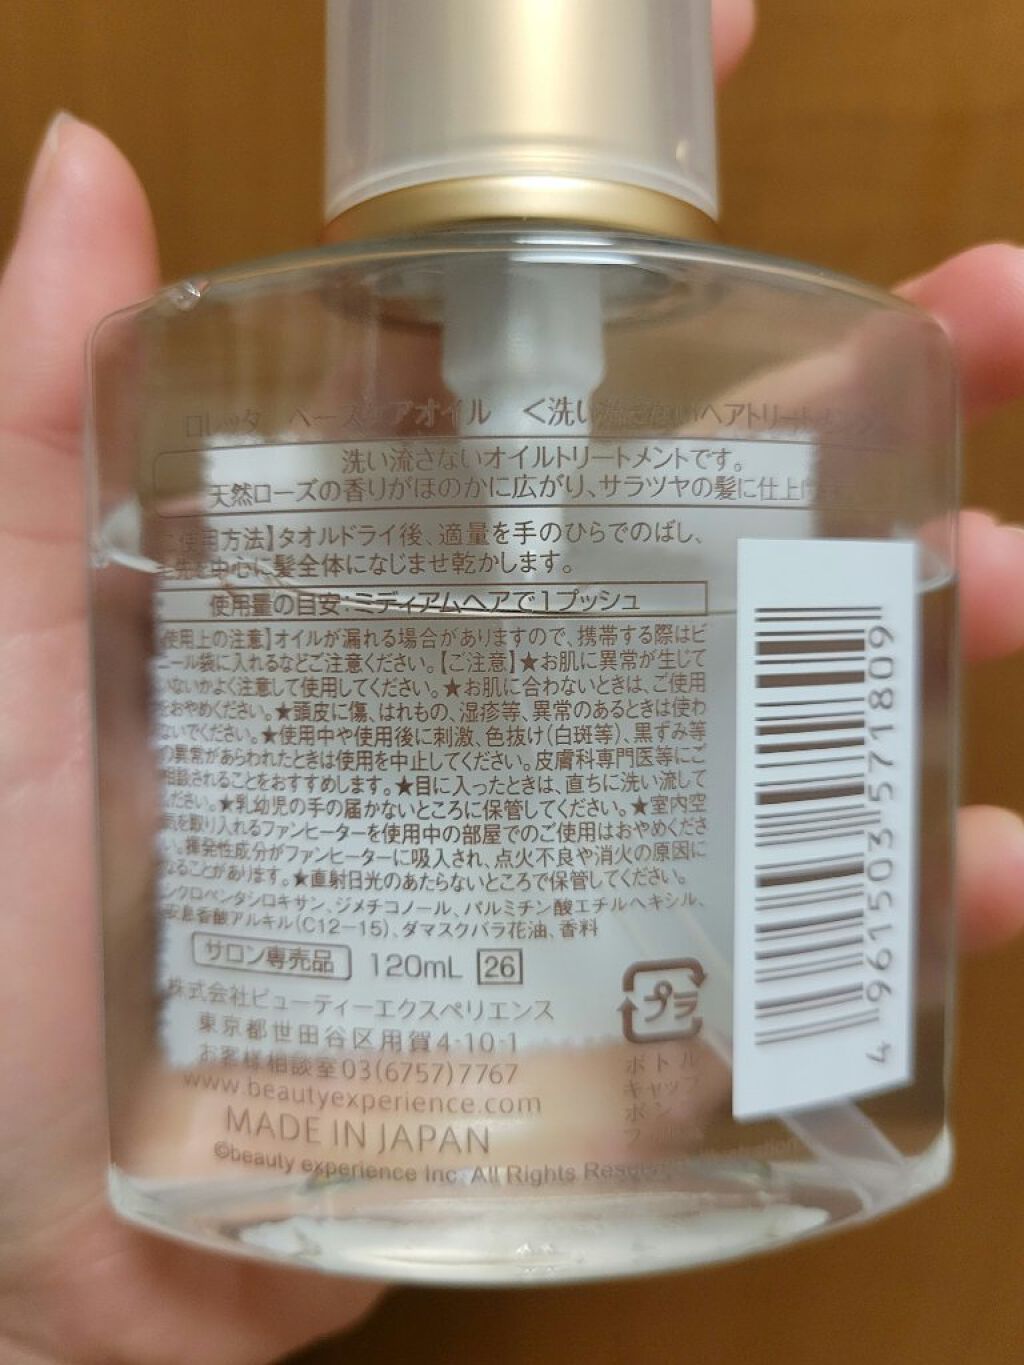 ロレッタ ベースケアオイル <洗い流さないヘアトリートメント>
洗い流さないオイルトリートメントです。
天然ローズの香りがほのかに広がり、サラツヤの髪に仕上げ
ご使用方法】タオルドライ後、適量を手のひらでのばし、
毛先を中心に髪全体になじませ乾かします。
使用量の目安:ミディアムヘアで1プッシュ
使用上の注意】オイルが漏れる場合がありますので、携帯する際はビ
ニール袋に入れるなどご注意ください。【ご注意】★お肌に異常が生じて
いないかよく注意して使用してください。★お肌に合わないときは、ご使用
をおやめください。★頭皮に傷、はれもの、湿疹等、異常のあるときは使わ
ないでください。★使用中や使用後に刺激、色抜け(白斑等)、黒ずみ等
の異常があらわれたときは使用を中止してください。皮膚科専門医等にご
相談されることをおすすめします。★目に入ったときは、直ちに洗い流して
ください。★乳幼児の手の届かないところに保管してください。★室内空
気を取り入れるファンヒーターを使用中の部屋でのご使用はおやめくださ
い。揮発性成分がファンヒーターに吸入され、点火不良や消火の原因に
なることがあります。★直射日光のあたらないところで保管してください。
シクロペンタシロキサン、ジメチコノール、パルミチン酸エチルヘキシル、
安息香酸アルキル(C12-15)、ダマスクバラ花油、香料
サロン専売品 120mL 26
株式会社ビューティーエクスペリエンス
東京都世田谷区用賀4-10-1
お客様相談室03(6757)7767
www.beautyexperience.com
MADE IN JAPAN
©beauty experience Inc. All Rights Reserved
プラ
ボトル
キャップ
ポンプ
4961503571809